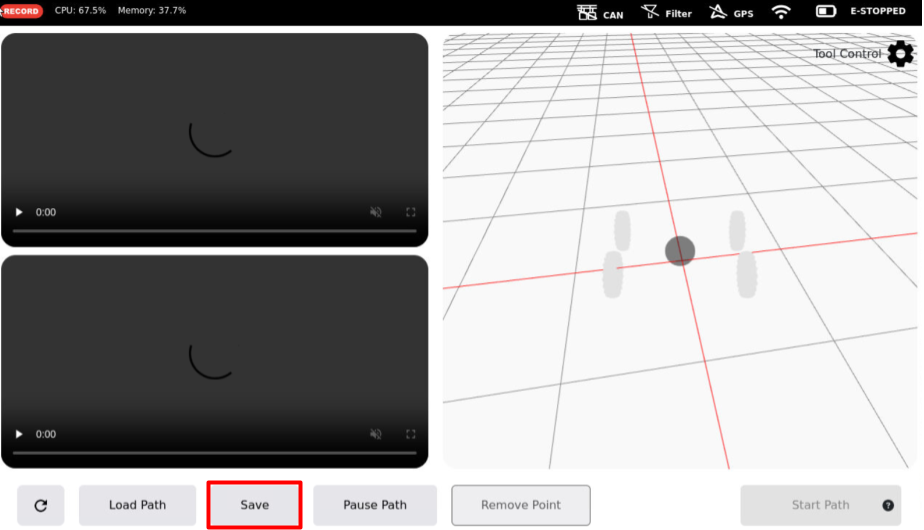 RECORD CPU: 67.5% Memory: 37.7% CAN Filter GPS E-STOPPED
Tool Control
0:00
0:00
Load Path Save Pause Path Remove Point Start Path ?